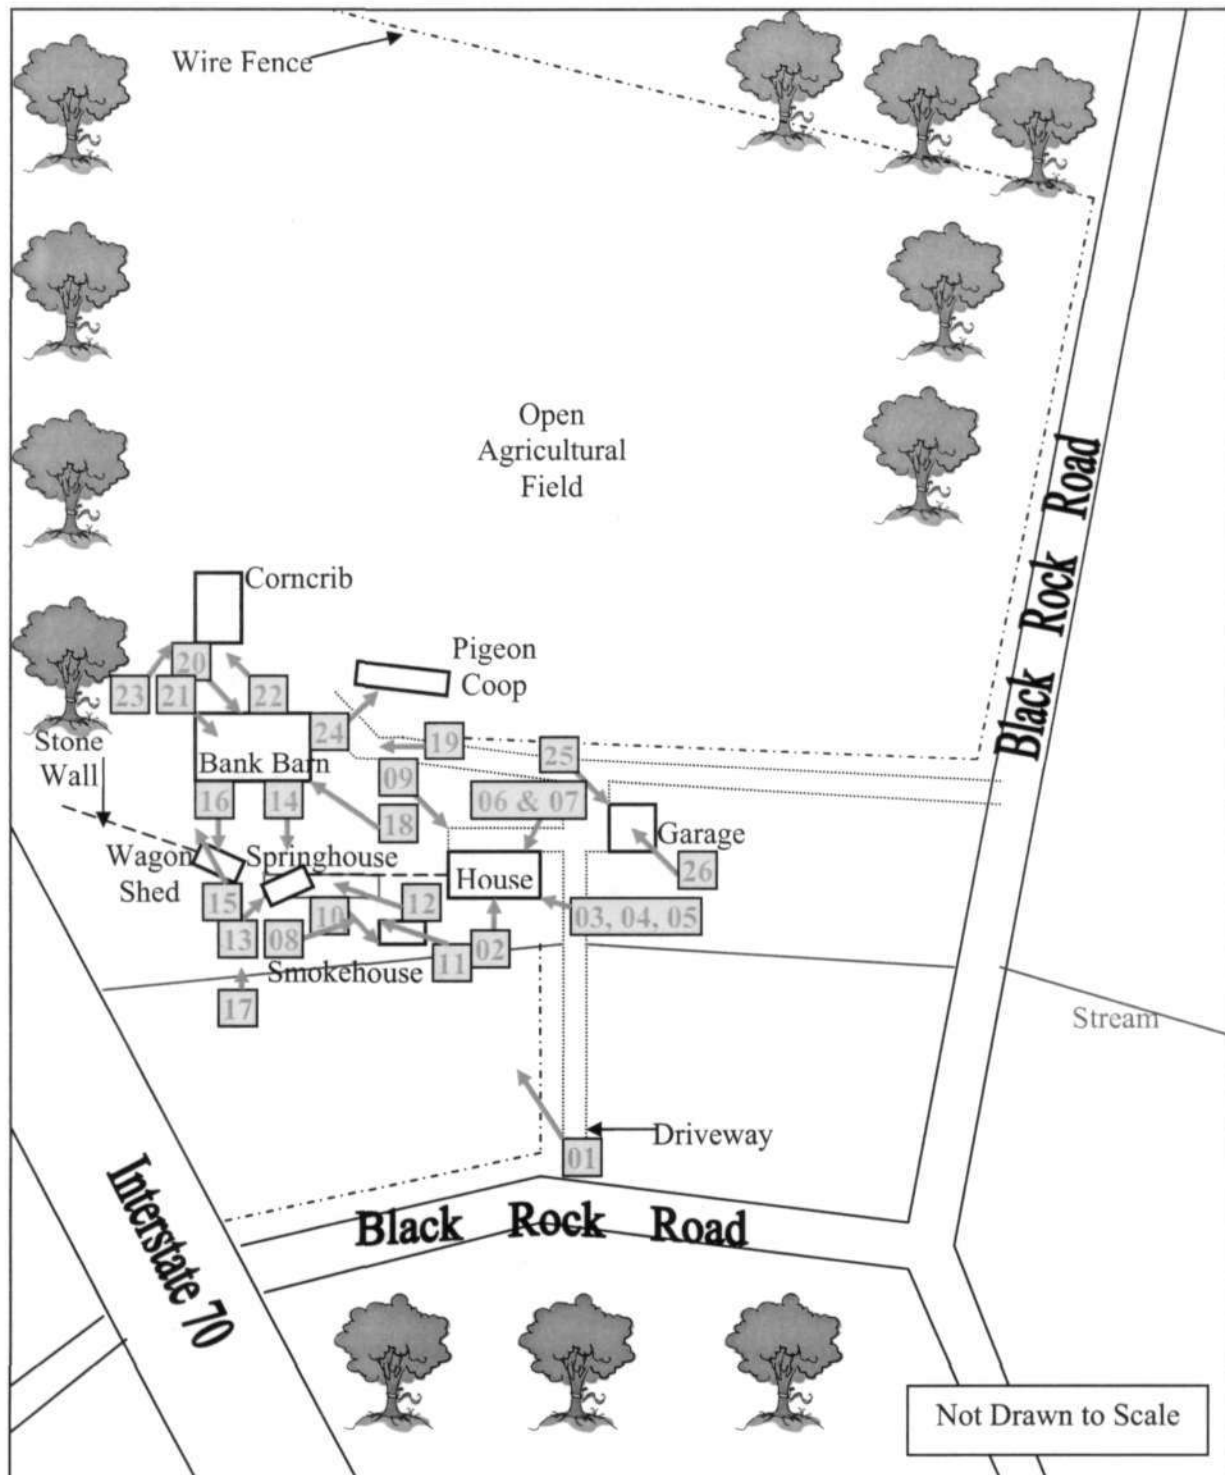 Wire Fence
Open
Agricultural
Field
Black Rock Road
Corncrib
Pigeon
Coop
20
23
21
22
24
Stone
Wall
19
25
Bank Barn
09
06 & 07
16
14
18
Garage
Wagon
Shed
Springhouse
House
26
15
10
12
03, 04, 05
13
08
11
02
Smokehouse
17
Stream
Driveway
01
Interstate 70
Black Rock Road
Not Drawn to Scale